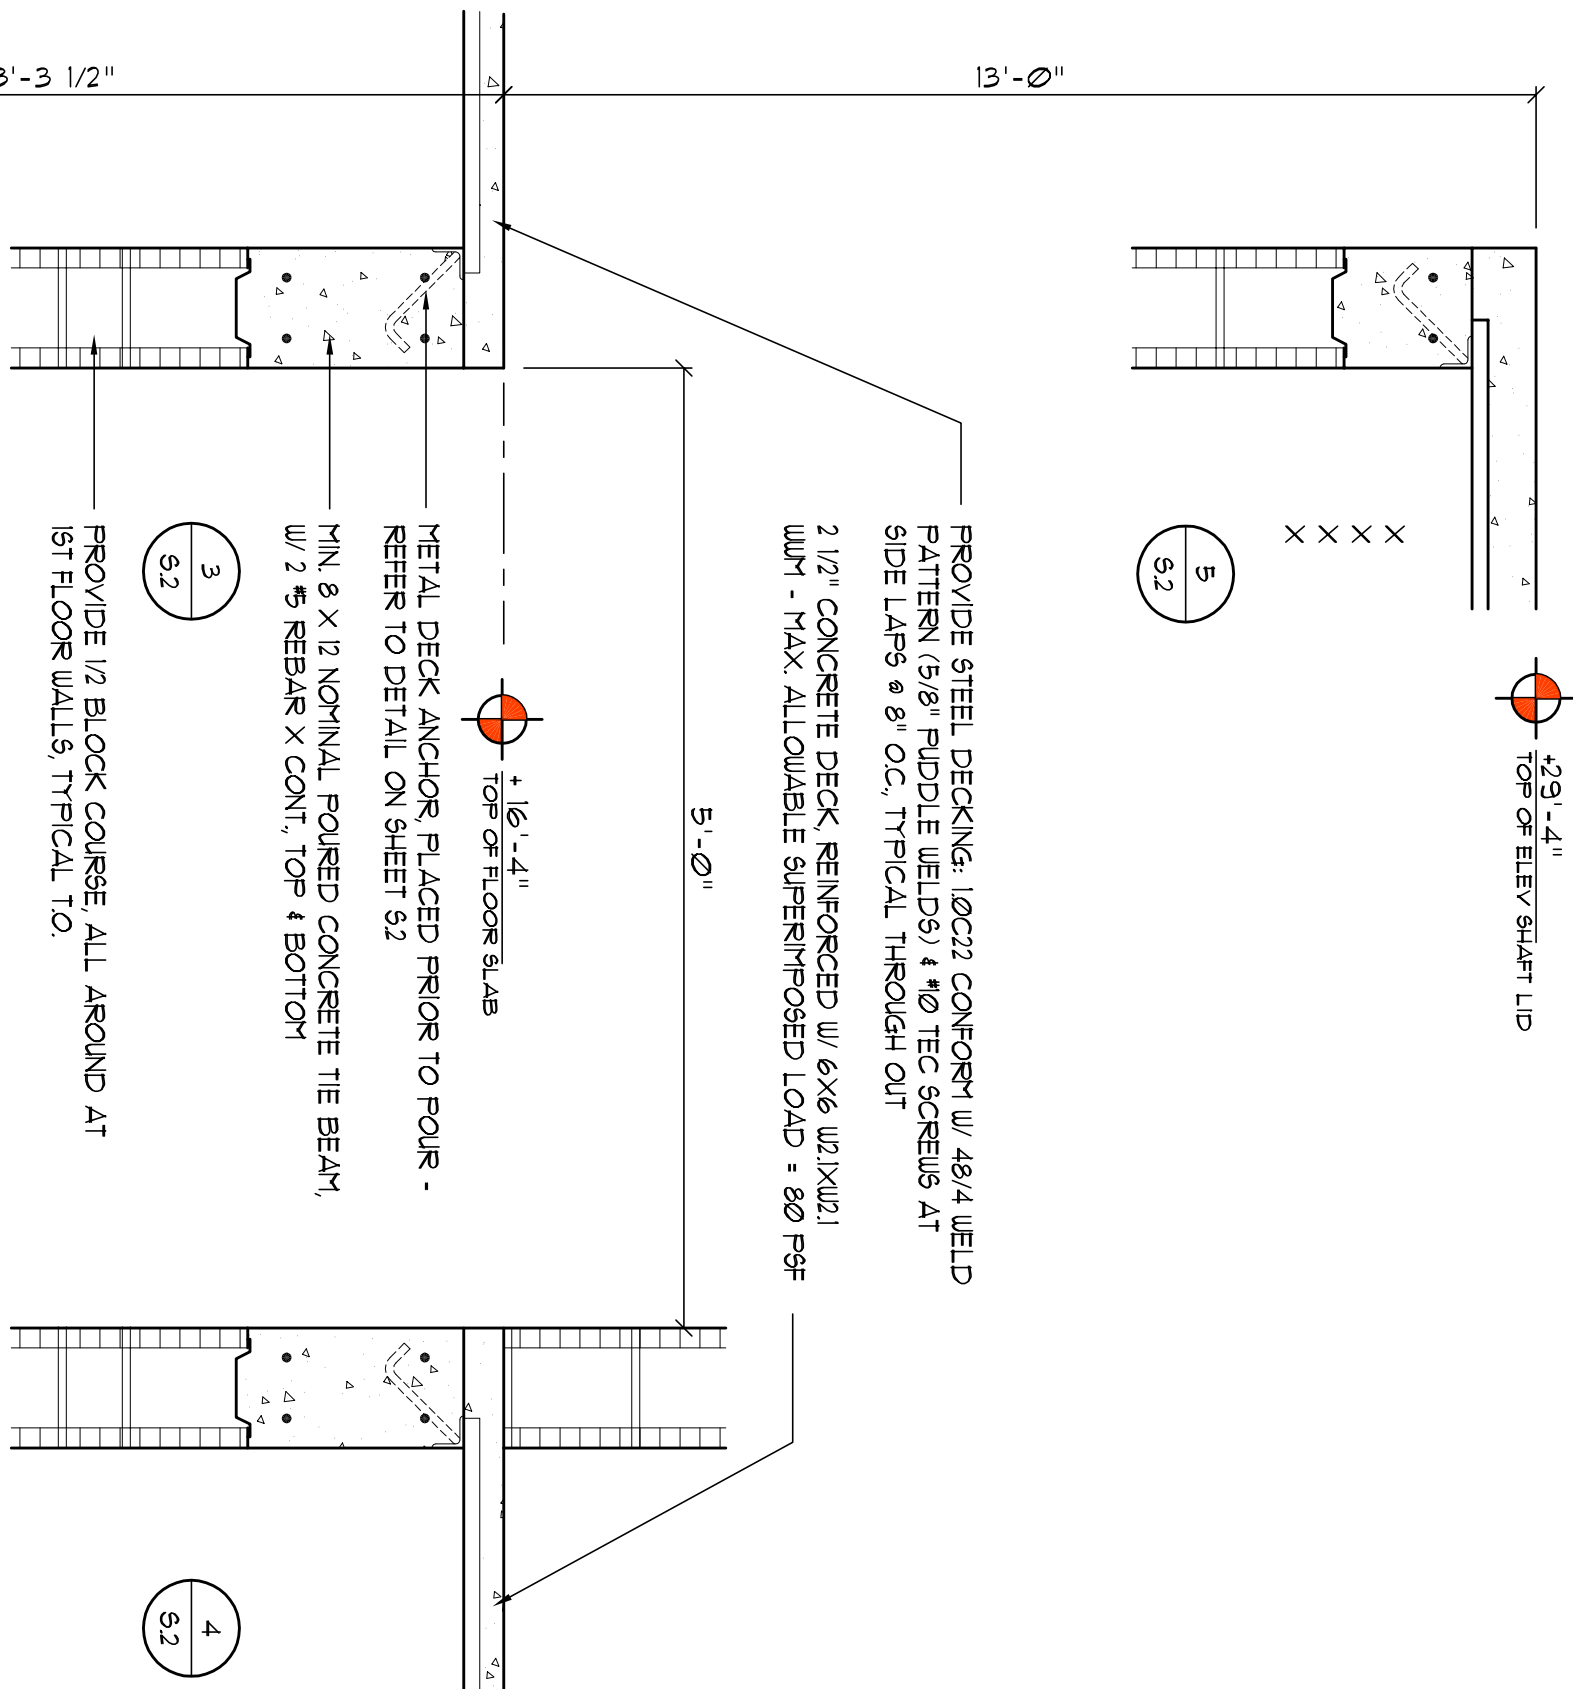 +29'-4"
TOP OF ELEV SHAFT LID
13'-0"
X X X X
5
S.2
PROVIDE STEEL DECKING: 1.0C22 CONFORM W/ 48/4 WELD
PATTERN (5/8" PUDDLE WELDS) & #10 TEC SCREWS AT
SIDE LAPS @ 8" O.C., TYPICAL THROUGH OUT
2 1/2" CONCRETE DECK, REINFORCED W/ 6X6 W2.1XW2.1
WWM - MAX. ALLOWABLE SUPERIMPOSED LOAD = 80 PSF
5'-0"
+ 16'-4"
TOP OF FLOOR SLAB
METAL DECK ANCHOR, PLACED PRIOR TO POUR -
REFER TO DETAIL ON SHEET S.2
MIN. 8 X 12 NOMINAL POURED CONCRETE TIE BEAM,
W/ 2 #5 REBAR X CONT., TOP & BOTTOM
3
S.2
4
S.2
PROVIDE 1/2 BLOCK COURSE, ALL AROUND AT
1ST FLOOR WALLS, TYPICAL T.O.
3'-3 1/2"